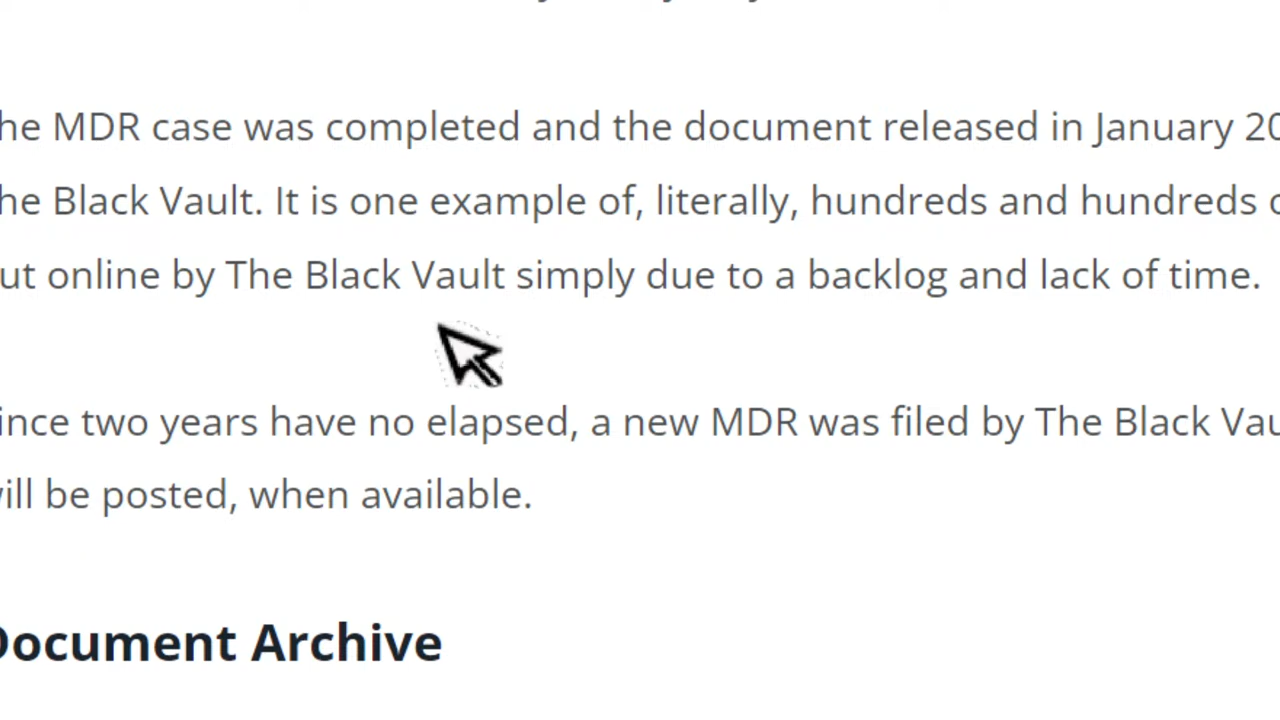 he MDR case was completed and the document released in January 20
he Black Vault. It is one example of, literally, hundreds and hundreds
ut online by The Black Vault simply due to a backlog and lack of time.
ince two years have no elapsed, a new MDR was filed by The Black Vau
ill be posted, when available.
Document Archive